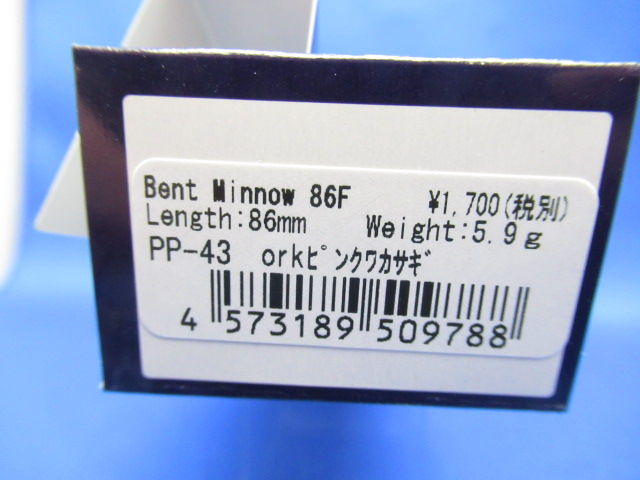 Bent Minnow 86F ¥1,700(税別)
Length:86mm Weight:5.9g
PP-43 orkﾋﾟﾝｸﾜｶｻｷﾞ
4 573189 509788